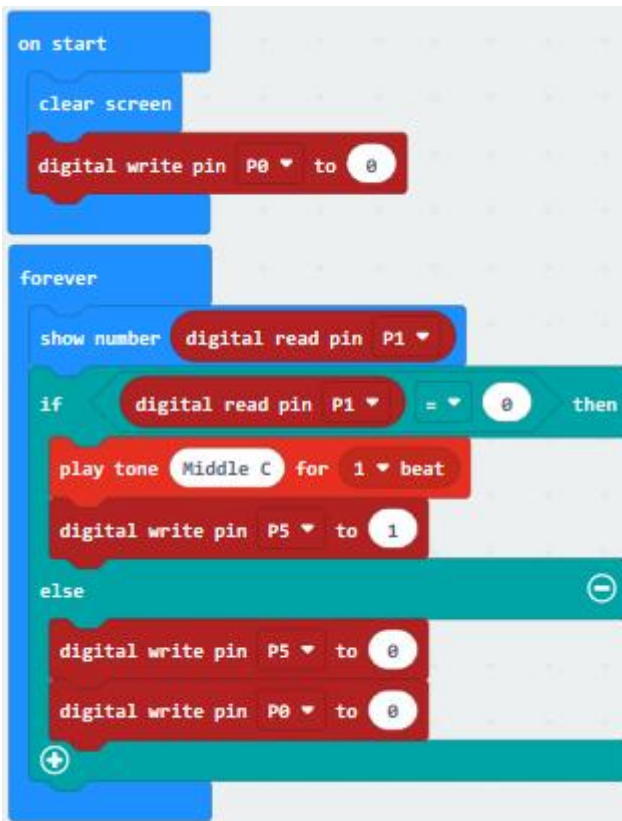 on start
clear screen
digital write pin P0 to 0
forever
show number digital read pin P1
if digital read pin P1 = 0 then
play tone Middle C for 1 beat
digital write pin P5 to 1
else
digital write pin P5 to 0
digital write pin P0 to 0